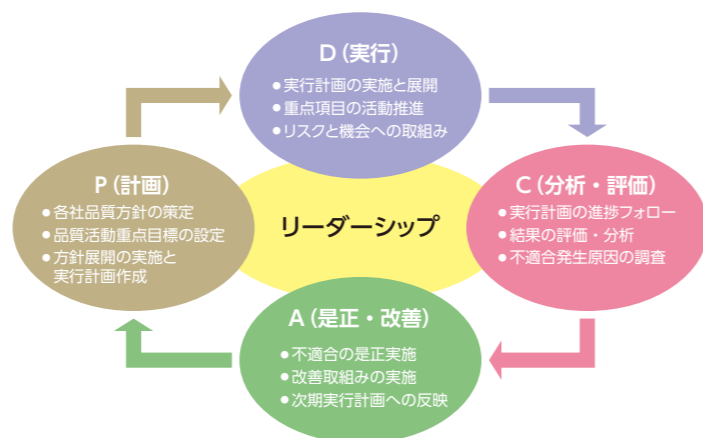 D（実行）
●実行計画の実施と展開
●重点項目の活動推進
●リスクと機会への取組み
P（計画）
●各社品質方針の策定
●品質活動重点目標の設定
●方針展開の実施と
実行計画作成
リーダーシップ
C（分析・評価）
●実行計画の進捗フォロー
●結果の評価・分析
●不適合発生原因の調査
A（是正・改善）
●不適合の是正実施
●改善取組みの実施
●次期実行計画への反映